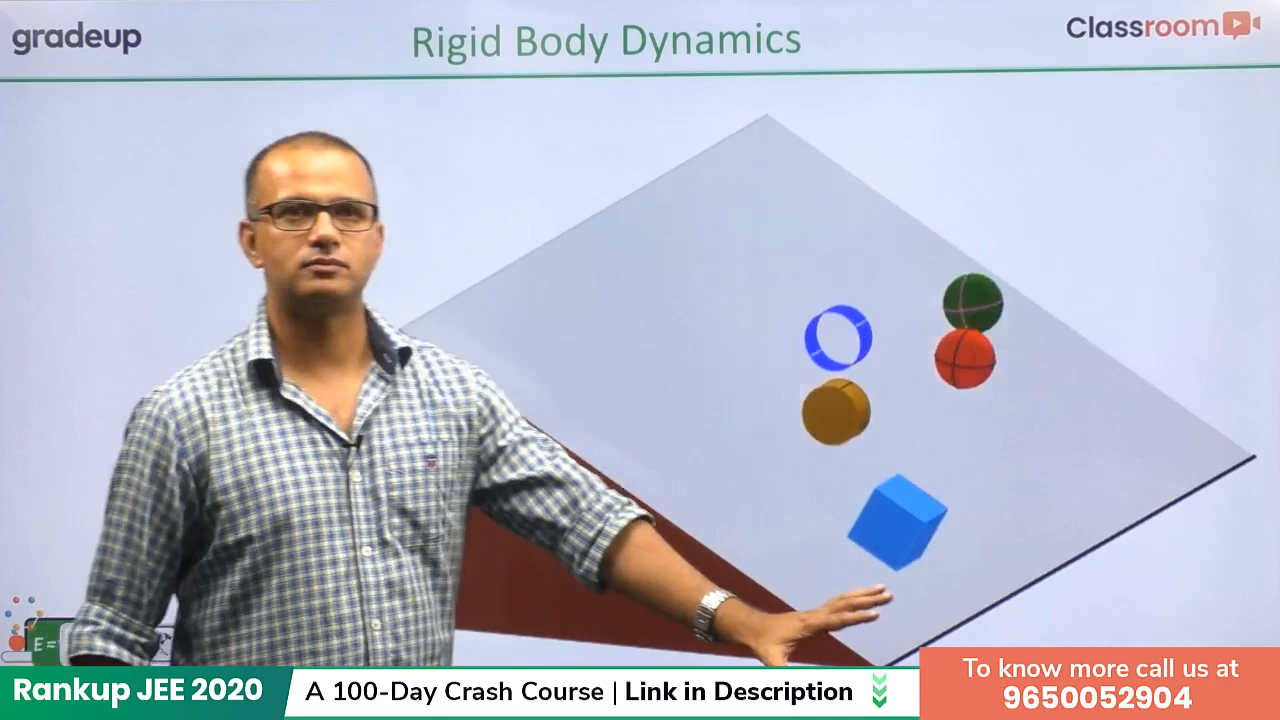 gradeup
Rigid Body Dynamics
Classroom
E=
Rankup JEE 2020
A 100-Day Crash Course | Link in Description
To know more call us at
9650052904